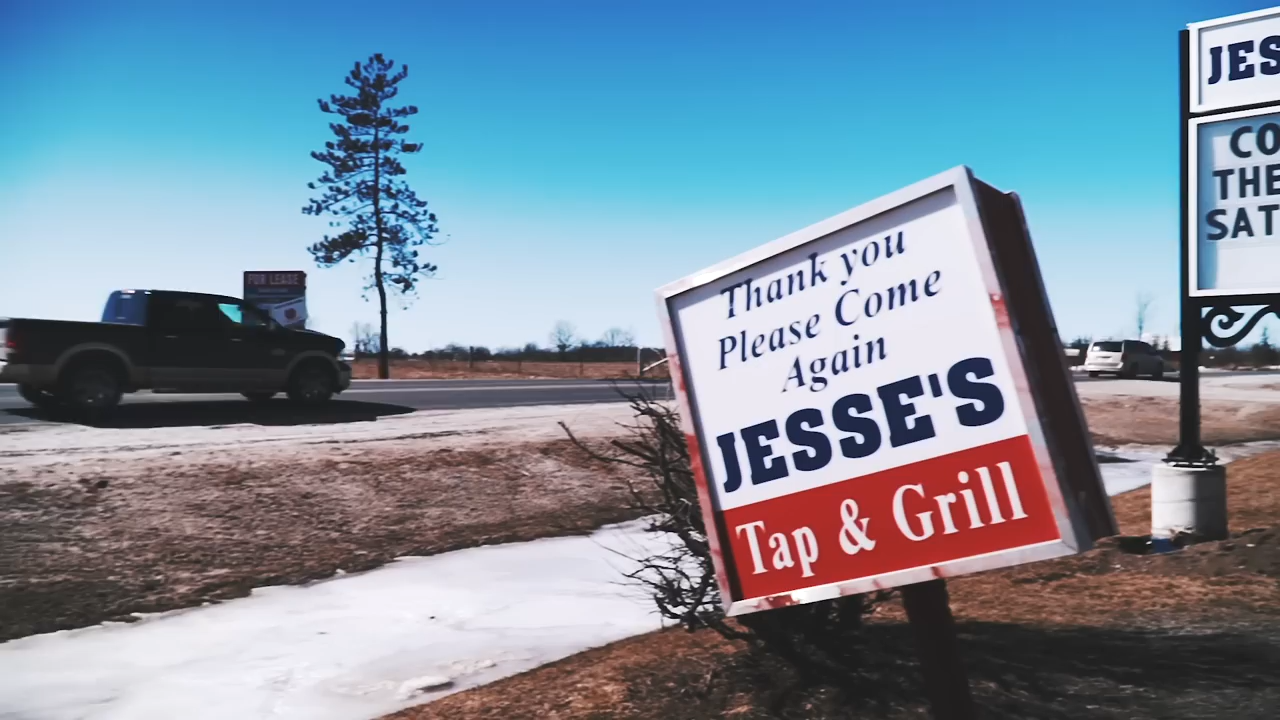 FOR LEASE
Thank you
Please Come
Again
JESSE'S
Tap & Grill
JES
CO
THE
SAT